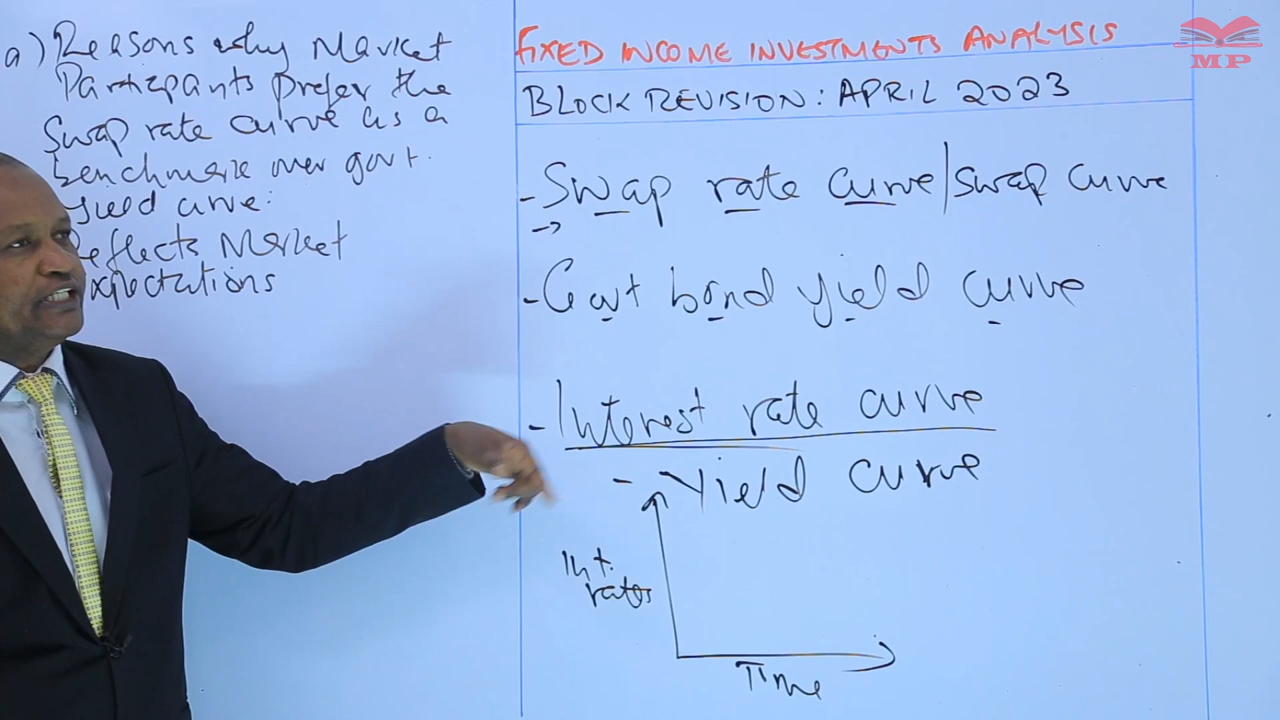 a) Reasons why Market
Participants prefer the
Swap rate curve as a
benchmark over govt.
yield curve:
eflects Market
xpectations
FIXED INCOME INVESTMENTS ANALYSIS
BLOCK REVISION: APRIL 2023
- Swap rate curve/swap curve
→
- Govt bond yield curve
- Interest rate curve
- Yield curve
Int.
rates
Time
MP